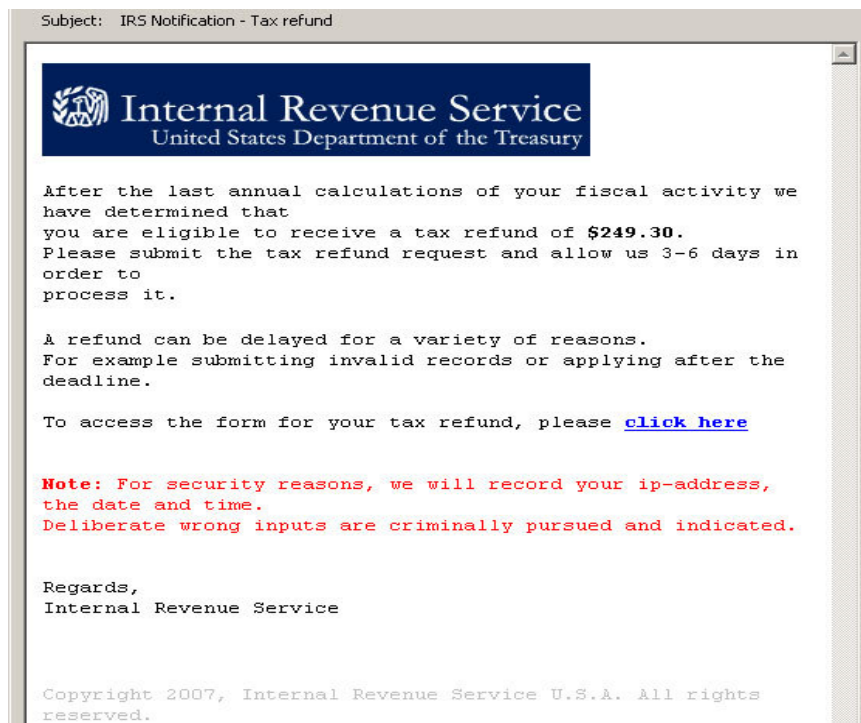 Subject: IRS Notification - Tax refund
Internal Revenue Service
United States Department of the Treasury
After the last annual calculations of your fiscal activity we
have determined that
you are eligible to receive a tax refund of $249.30.
Please submit the tax refund request and allow us 3-6 days in
order to
process it.
A refund can be delayed for a variety of reasons.
For example submitting invalid records or applying after the
deadline.
To access the form for your tax refund, please click here
Note: For security reasons, we will record your ip-address,
the date and time.
Deliberate wrong inputs are criminally pursued and indicated.
Regards,
Internal Revenue Service
Copyright 2007, Internal Revenue Service U.S.A. All rights
reserved.